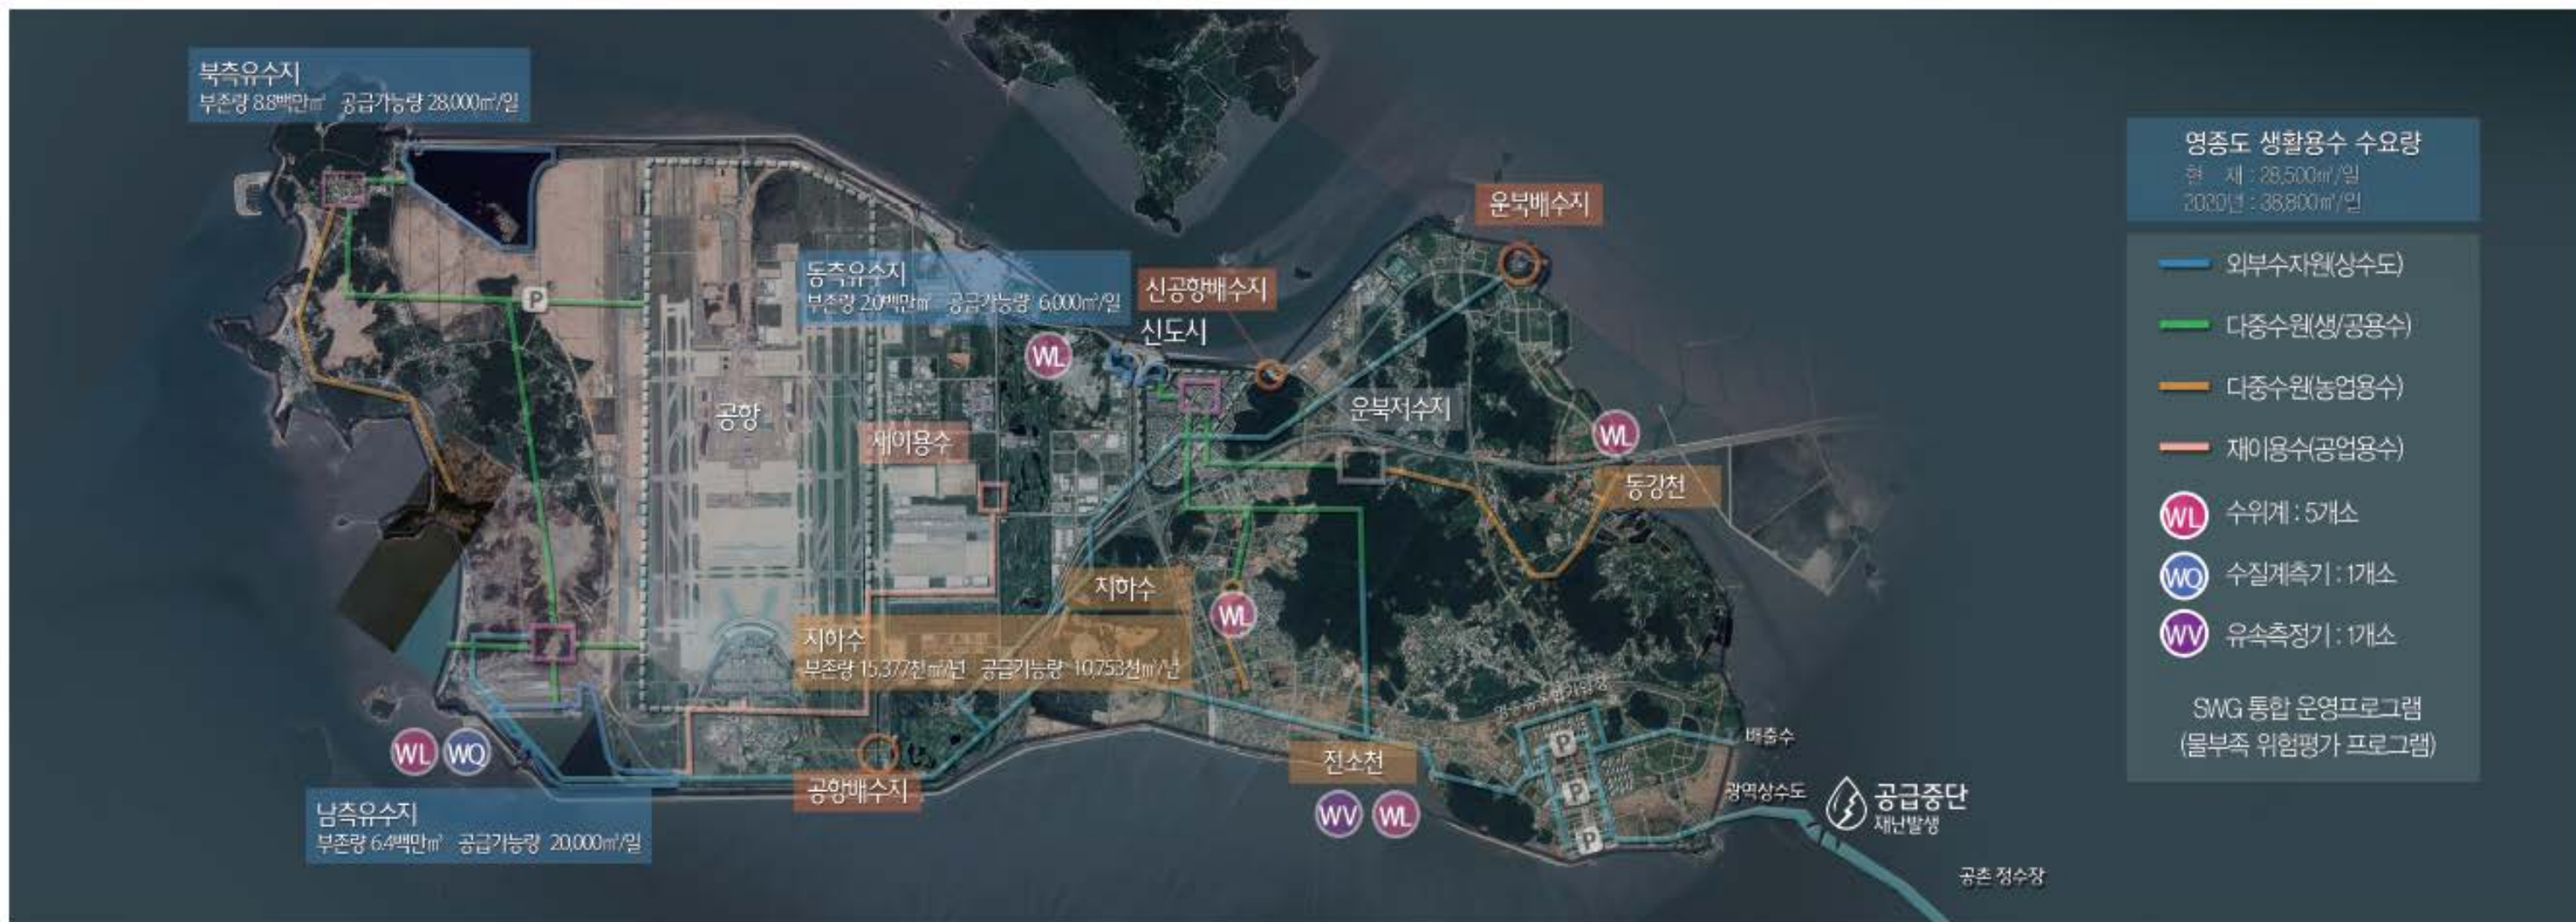 북측유수지
부존량 8.8백만㎥ 공급가능량 28,000㎥/일
동측유수지
부존량 2.0백만㎥ 공급가능량 6,000㎥/일
운북배수지
신공항배수지
신도시
WL
P
공항
재이용수
운북저수지
WL
동강천
지하수
WL
지하수
부존량 15,377천㎥/년 공급가능량 10,753천㎥/년
WL WQ
남측유수지
부존량 6.4백만㎥ 공급가능량 20,000㎥/일
공항배수지
전소천
WV WL
P
P
P
배출수
광역상수도
공급중단
재난발생
공촌 정수장
영종도 생활용수 수요량
현 재 : 28,500㎥/일
2020년 : 38,800㎥/일
외부수자원(상수도)
다중수원(생/공용수)
다중수원(농업용수)
재이용수(공업용수)
WL 수위계 : 5개소
WQ 수질계측기 : 1개소
WV 유속측정기 : 1개소
SWG 통합 운영프로그램
(물부족 위험평가 프로그램)